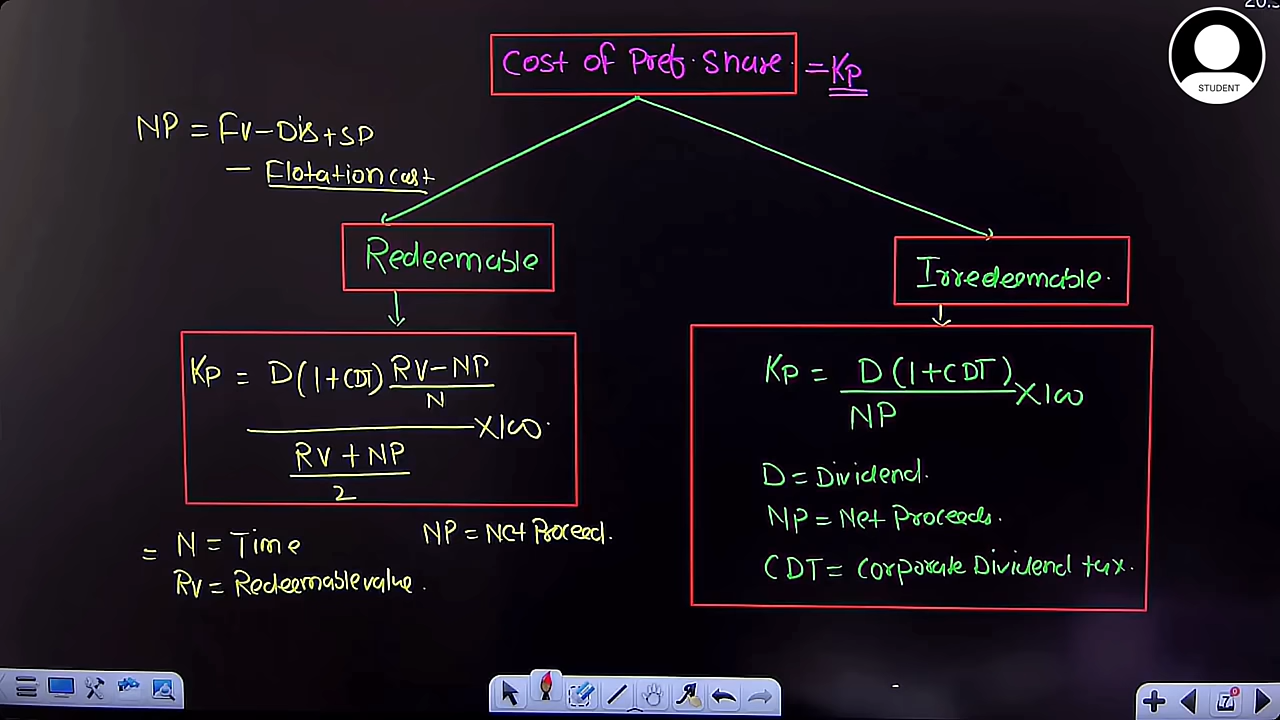 20.
STUDENT
Cost of Pref. Share. = Kp
NP = FV - Dis + SP
- Flotation cost
Redeemable
Irredeemable.
Kp = D(1+CDT) RV-NP
N
X100.
RV + NP
2
Kp = D(1+CDT) X100
NP
D = Dividend.
NP = Net Proceeds.
CDT = Corporate Dividend tax.
NP = Net Proceed.
= N = Time
RV = Redeemable value.